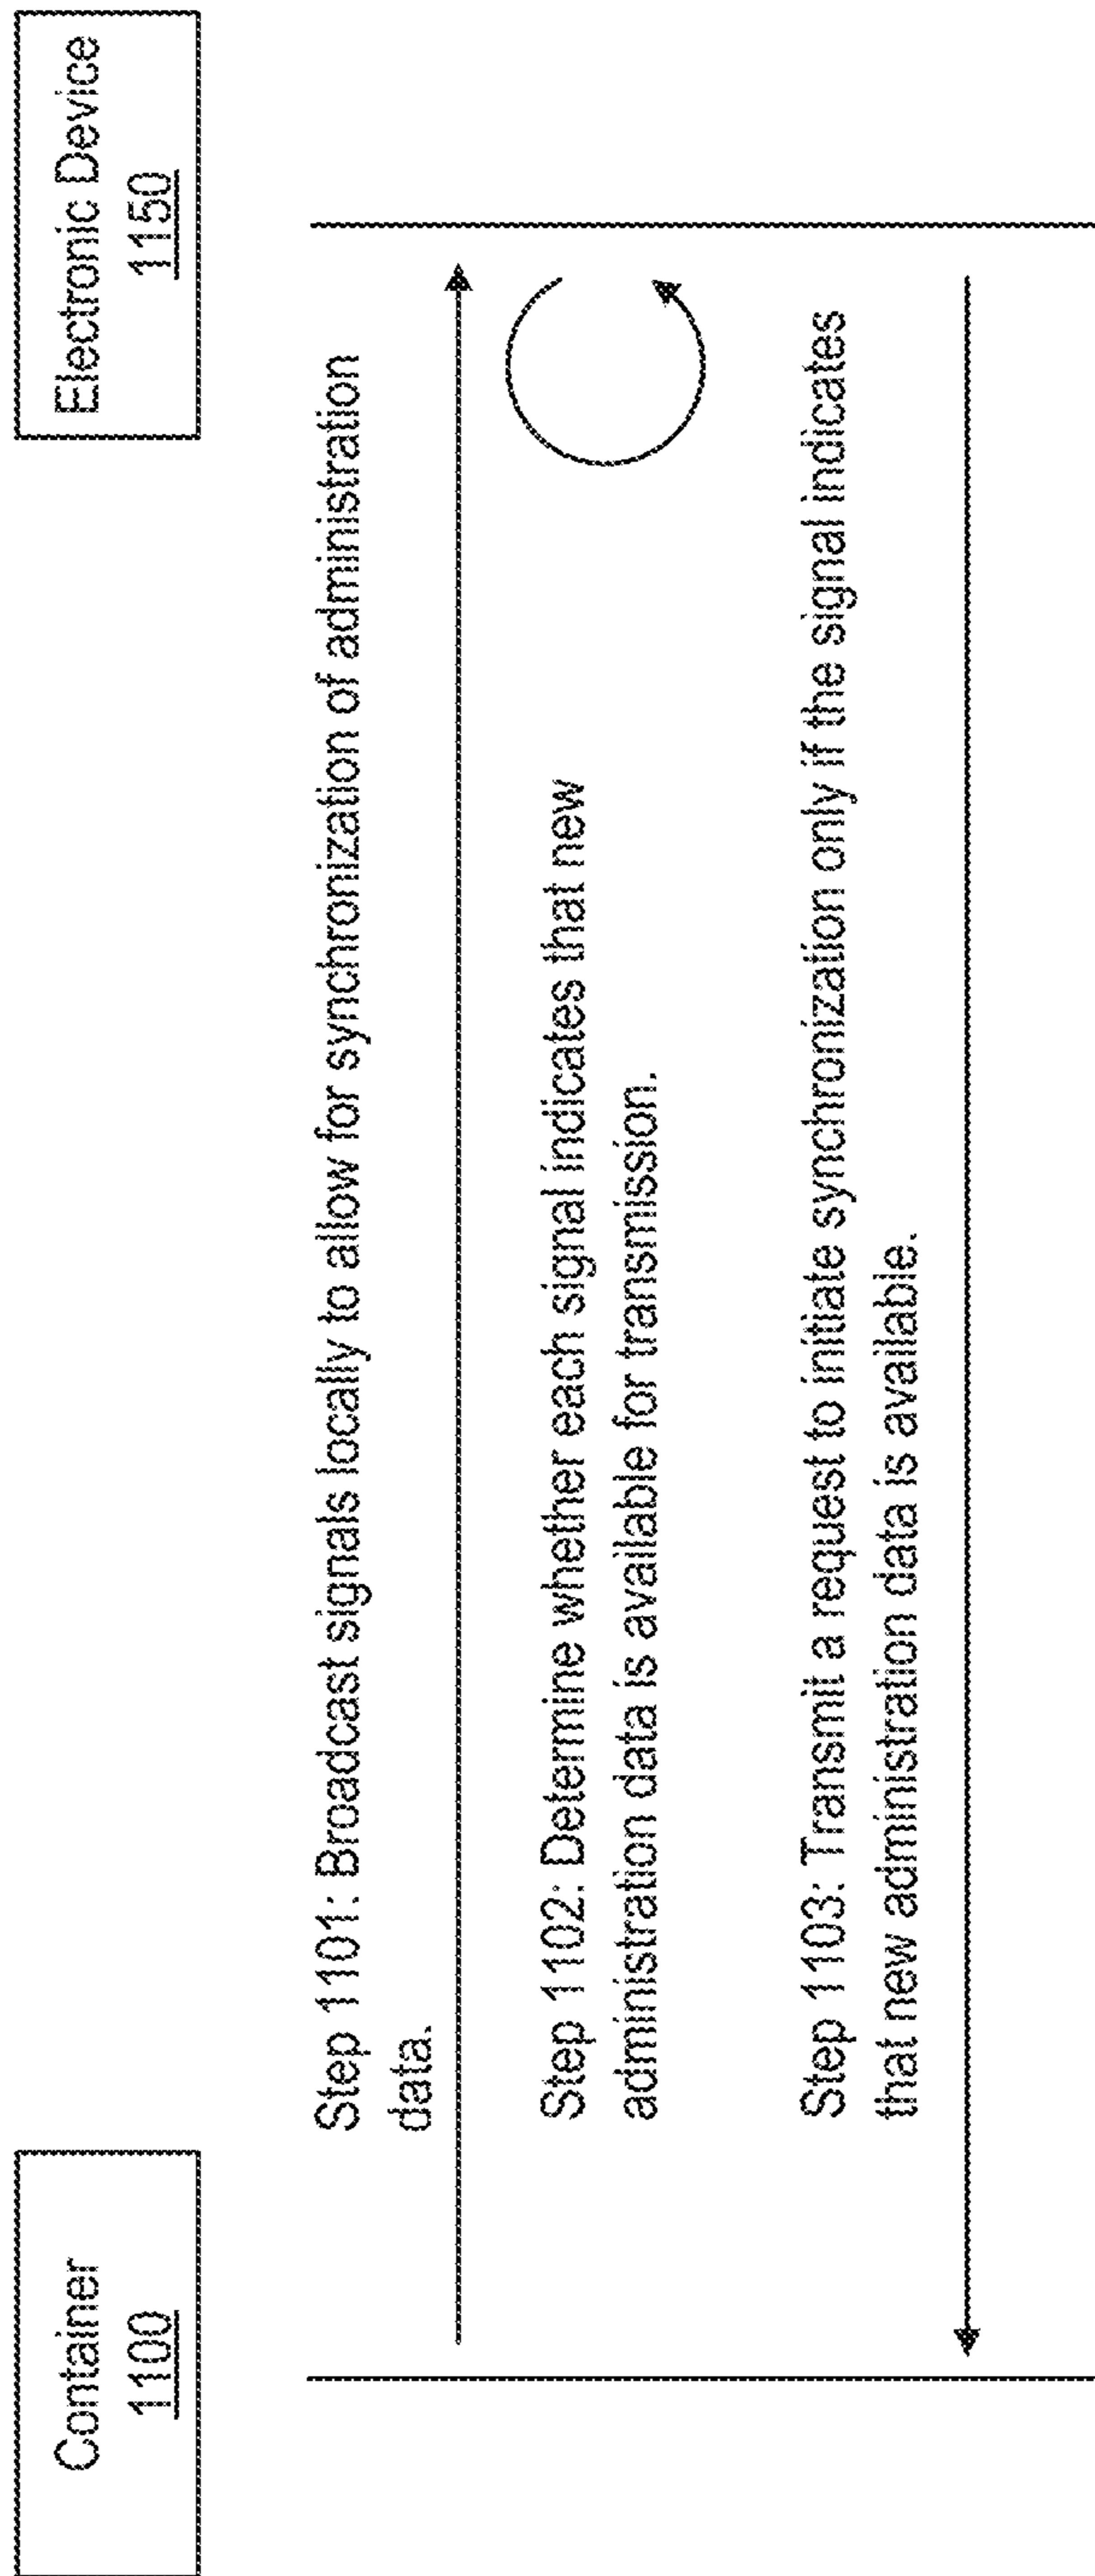 Container
1100
Electronic Device
1150
Step 1101: Broadcast signals locally to allow for synchronization of administration
data.
Step 1102: Determine whether each signal indicates that new
administration data is available for transmission.
Step 1103: Transmit a request to initiate synchronization only if the signal indicates
that new administration data is available.